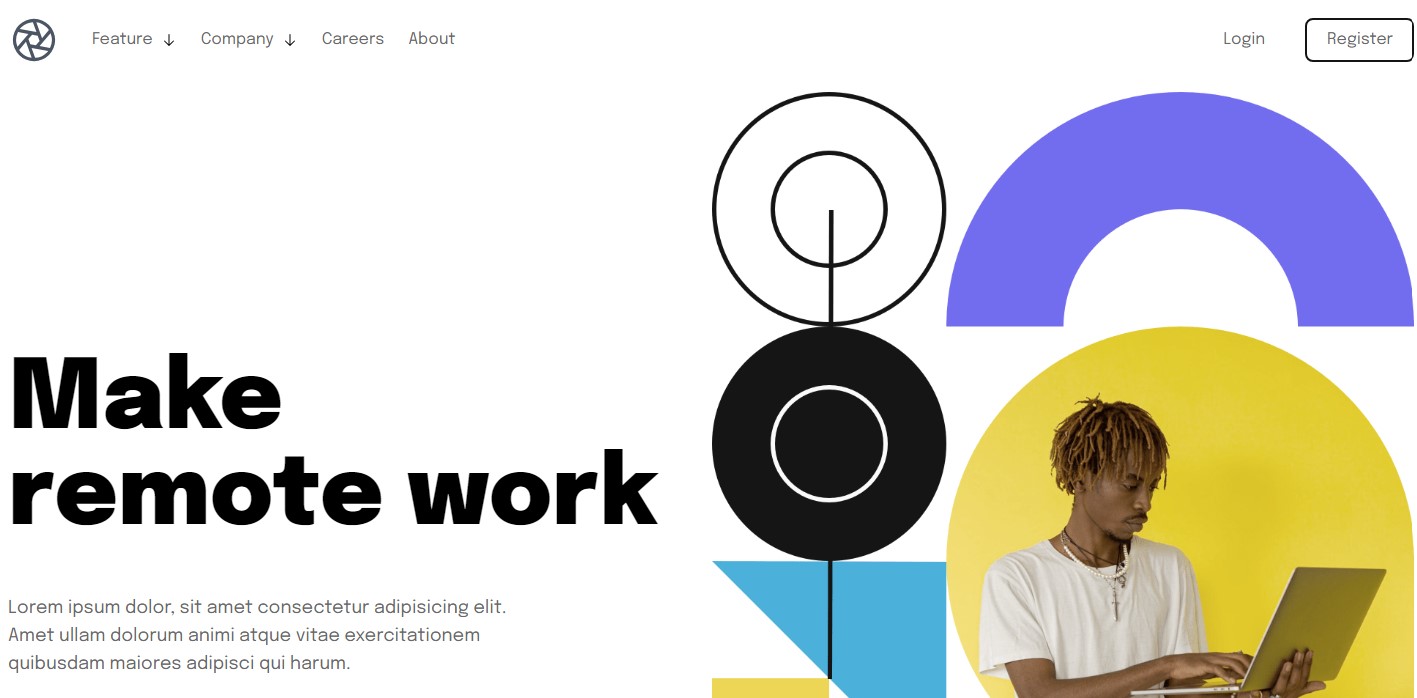 Feature Company Careers About Login Register
Make
remote work
Lorem ipsum dolor, sit amet consectetur adipisicing elit.
Amet ullam dolorum animi atque vitae exercitationem
quibusdam maiores adipisci qui harum.